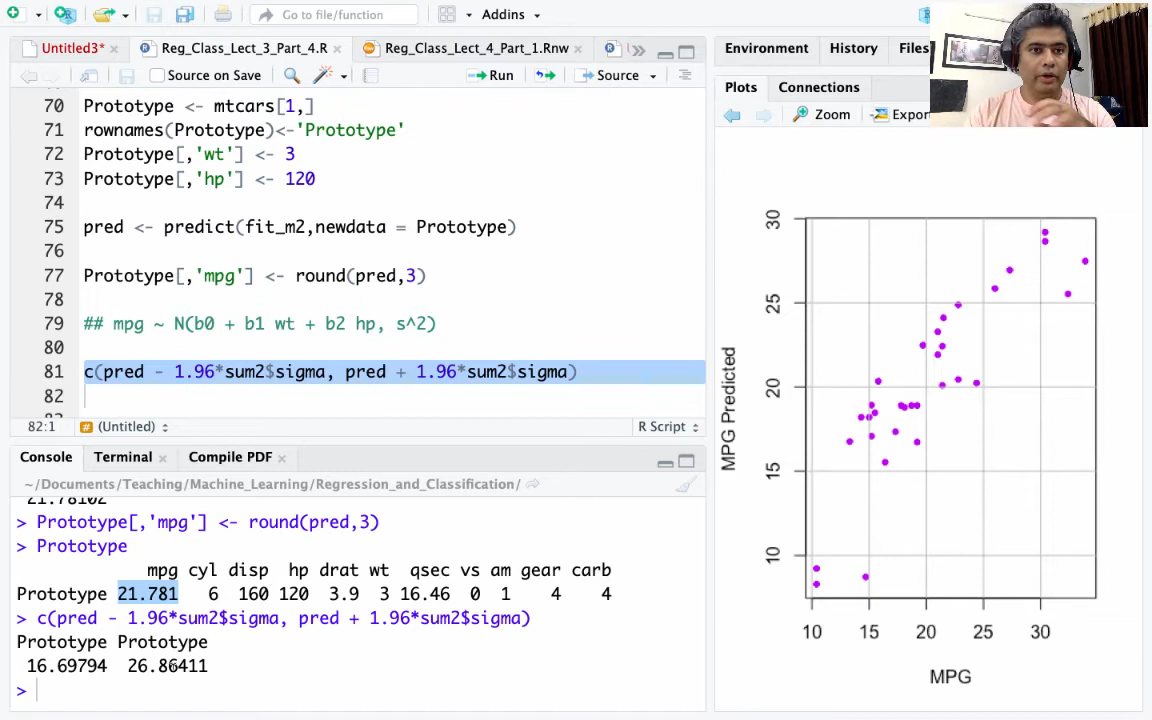 Go to file/function
Addins
Untitled3*
Reg_Class_Lect_3_Part_4.R
Reg_Class_Lect_4_Part_1.Rnw
Source on Save
Run
Source
70 Prototype <- mtcars[1,]
71 rownames(Prototype)<-'Prototype'
72 Prototype[,'wt'] <- 3
73 Prototype[,'hp'] <- 120
74
75 pred <- predict(fit_m2,newdata = Prototype)
76
77 Prototype[,'mpg'] <- round(pred,3)
78
79 ## mpg ~ N(b0 + b1 wt + b2 hp, s^2)
80
81 c(pred - 1.96*sum2$sigma, pred + 1.96*sum2$sigma)
82
82:1
(Untitled)
R Script
Console
Terminal
Compile PDF
~/Documents/Teaching/Machine_Learning/Regression_and_Classification/
21.78102
> Prototype[,'mpg'] <- round(pred,3)
> Prototype
mpg cyl disp hp drat wt qsec vs am gear carb
Prototype 21.781 6 160 120 3.9 3 16.46 0 1 4 4
> c(pred - 1.96*sum2$sigma, pred + 1.96*sum2$sigma)
Prototype Prototype
16.69794 26.86411
>
Environment
History
Files
Plots
Connections
Zoom
Expor
30
25
20
15
10
MPG Predicted
10 15 20 25 30
MPG